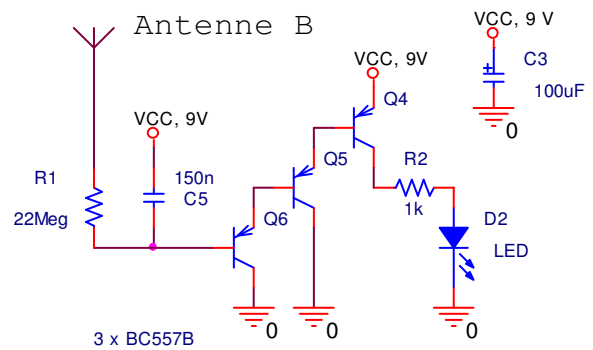 Antenne B
VCC, 9 V
C3
100uF
0
VCC, 9V
Q4
VCC, 9V
150n
C5
R1
22Meg
Q5
R2
1k
Q6
D2
LED
0
0
0
3 x BC557B